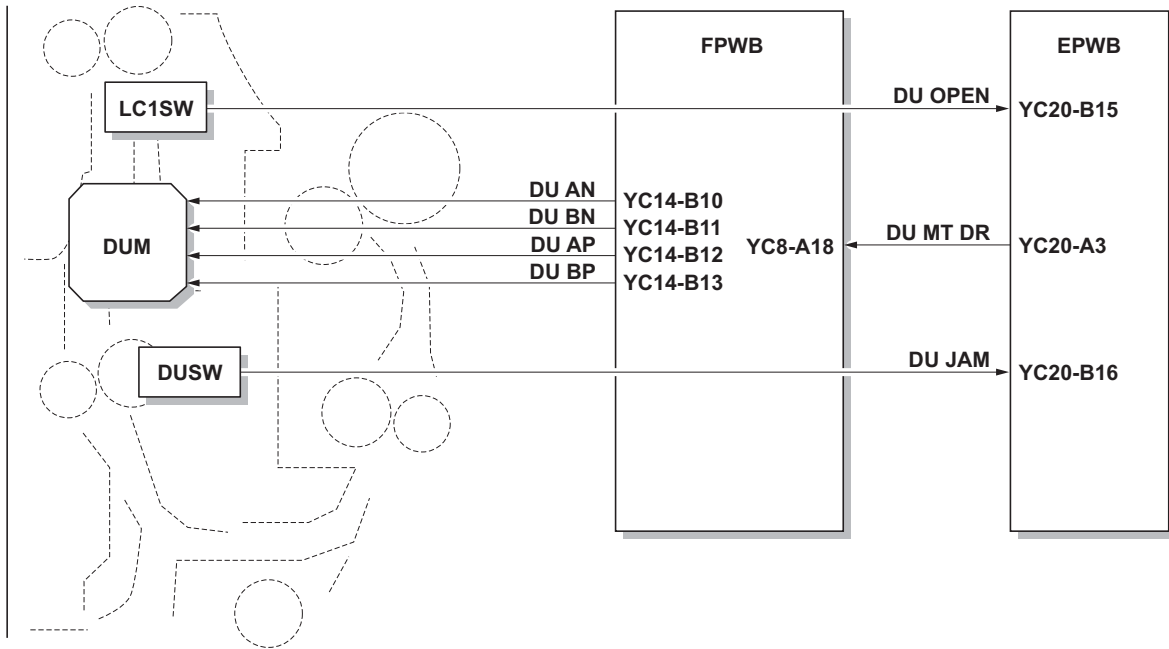 FPWB
EPWB
LC1SW
DU OPEN
YC20-B15
DU AN
YC14-B10
DU BN
YC14-B11
DUM
DU AP
YC14-B12
YC8-A18
DU MT DR
YC20-A3
DU BP
YC14-B13
DUSW
DU JAM
YC20-B16